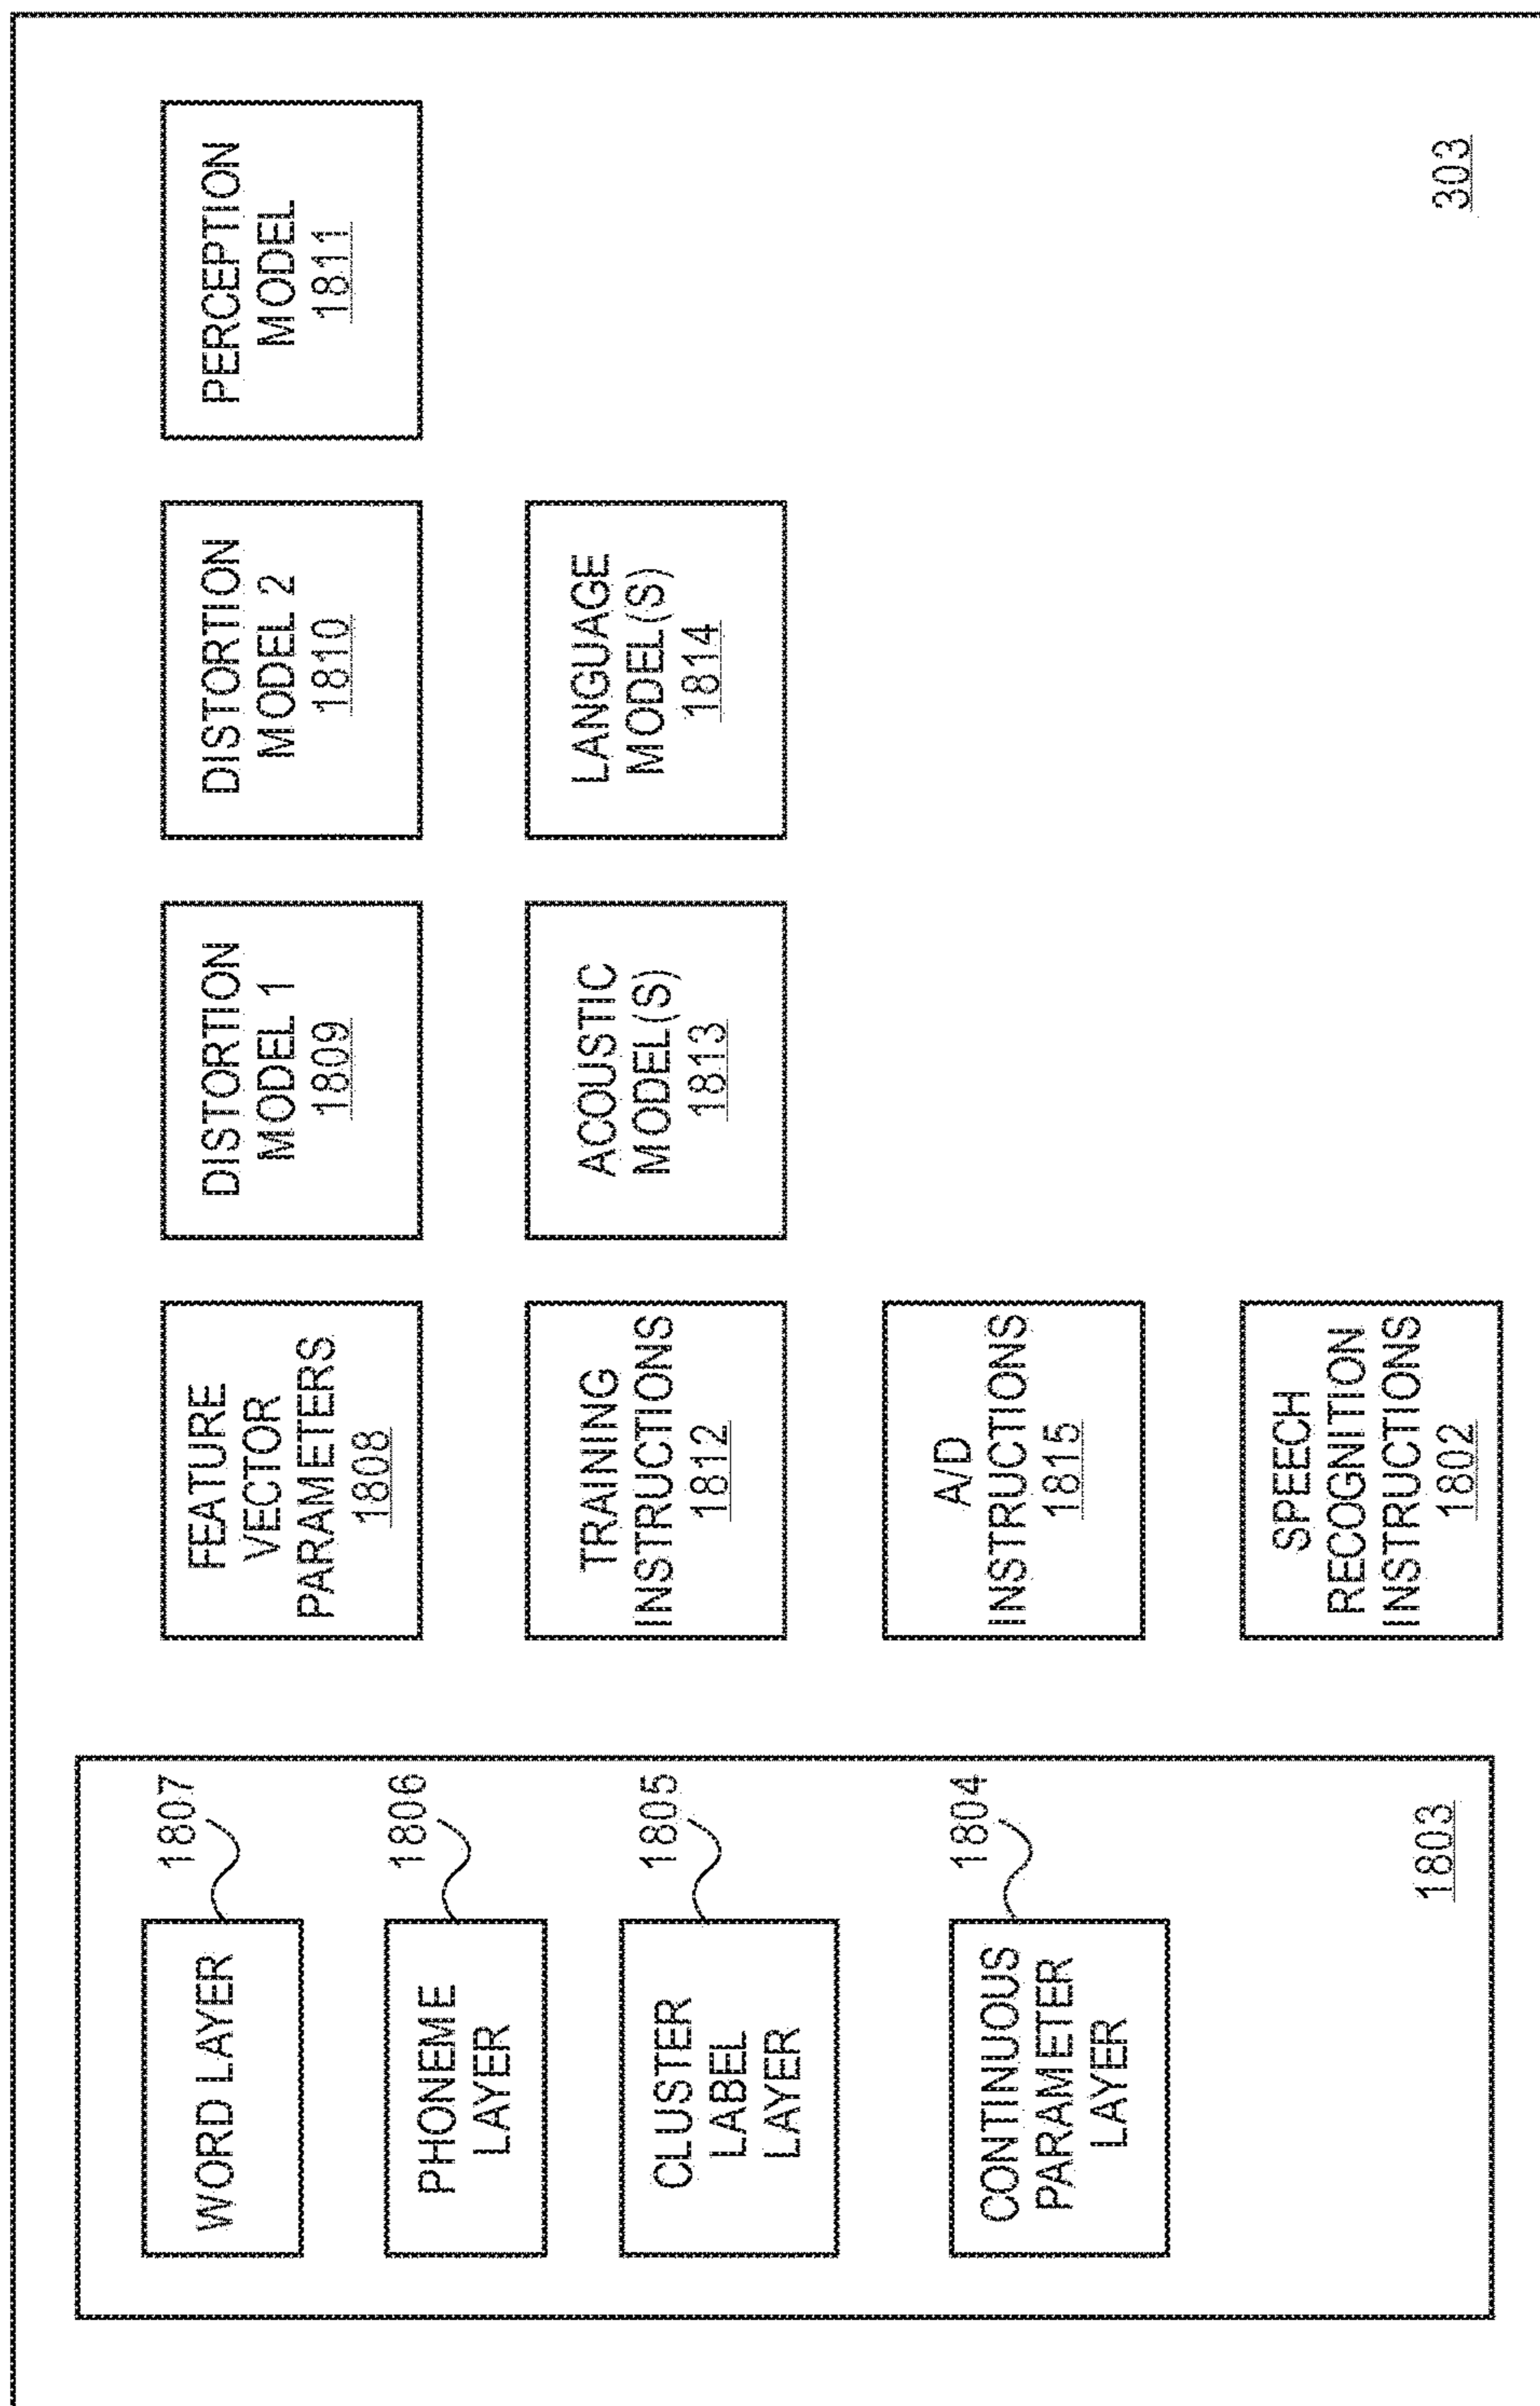 WORD LAYER
1807
PHONEME
LAYER
1806
CLUSTER
LABEL
LAYER
1805
CONTINUOUS
PARAMETER
LAYER
1804
1803
FEATURE
VECTOR
PARAMETERS
1808
DISTORTION
MODEL 1
1809
DISTORTION
MODEL 2
1810
PERCEPTION
MODEL
1811
TRAINING
INSTRUCTIONS
1812
ACOUSTIC
MODEL(S)
1813
LANGUAGE
MODEL(S)
1814
A/D
INSTRUCTIONS
1815
SPEECH
RECOGNITION
INSTRUCTIONS
1802
303